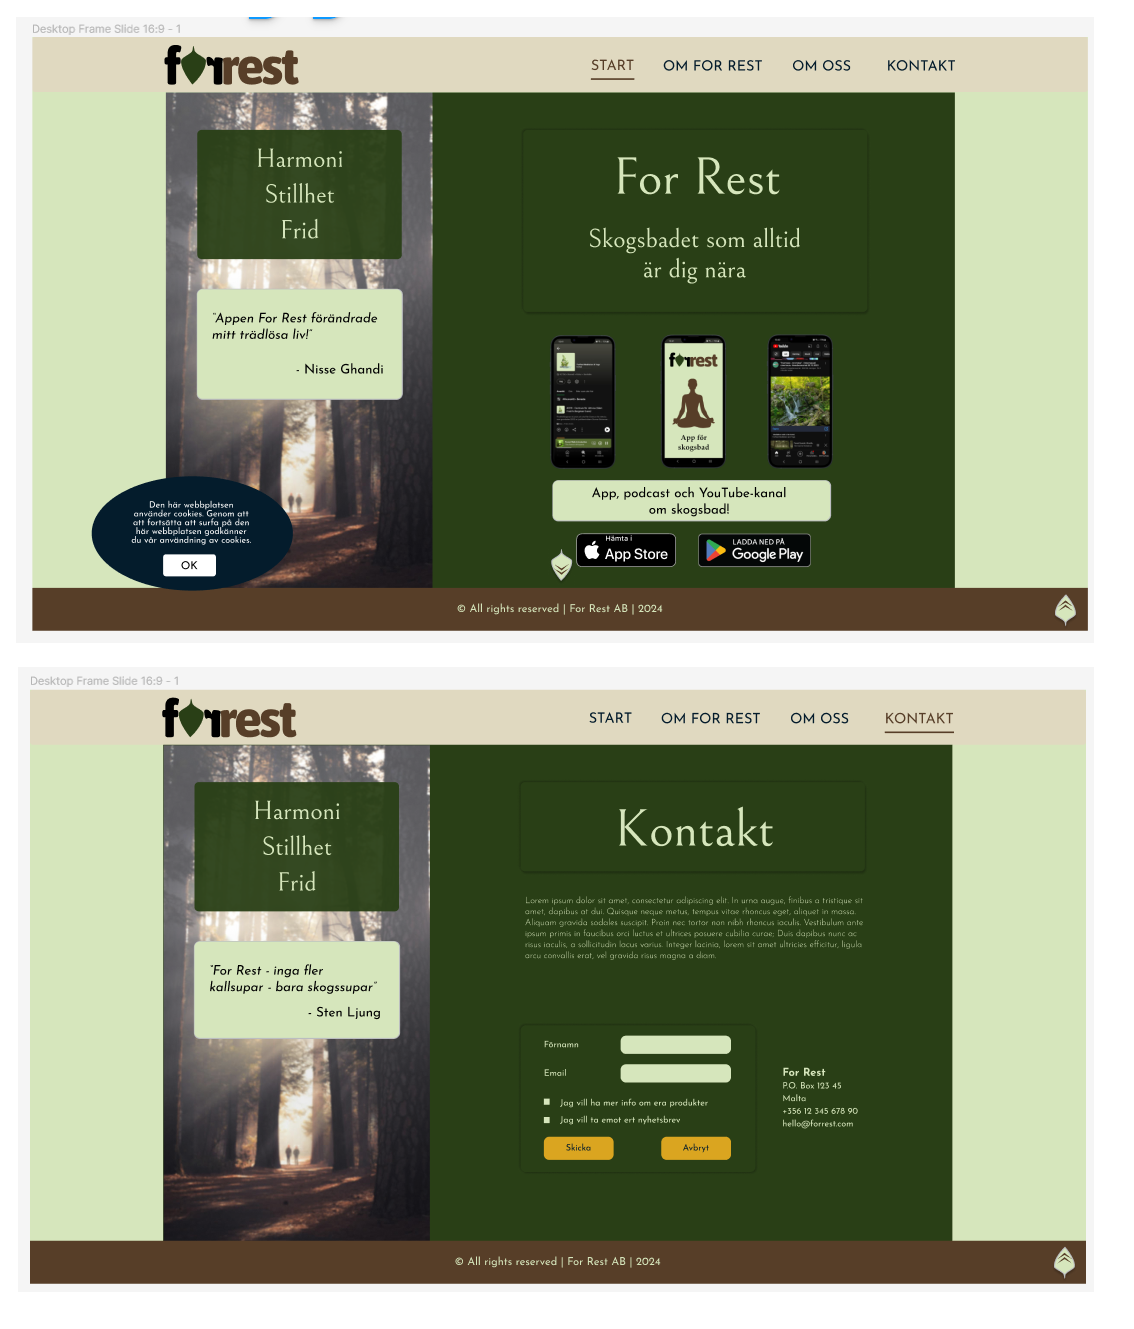 Desktop Frame Slide 16:9 - 1
forrest
START OM FOR REST OM OSS KONTAKT
Harmoni
Stillhet
Frid
"Appen For Rest förändrade
mitt trädlösa liv!"
- Nisse Ghandi
Den här webbplatsen
använder cookies. Genom att
att fortsätta att surfa på den
här webbplatsen godkänner
du vår användning av cookies.
OK
For Rest
Skogsbadet som alltid
är dig nära
forrest
App för
skogsbad
App, podcast och YouTube-kanal
om skogsbad!
Hämta i
App Store
LADDA NED PÅ
Google Play
© All rights reserved | For Rest AB | 2024
Desktop Frame Slide 16:9 - 1
forrest
START OM FOR REST OM OSS KONTAKT
Harmoni
Stillhet
Frid
"For Rest - inga fler
kallsupar - bara skogssupar"
- Sten Ljung
Kontakt
Lorem ipsum dolor sit amet, consectetur adipiscing elit. In urna augue, finibus a tristique sit
amet, dapibus at dui. Quisque neque metus, tempus vitae rhoncus eget, aliquet in massa.
Aliquam gravida sodales suscipit. Proin nec tortor non nibh rhoncus iaculis. Vestibulum ante
ipsum primis in faucibus orci luctus et ultrices posuere cubilia curae; Duis dapibus nunc ac
risus iaculis, a sollicitudin lacus varius. Integer lacinia, lorem sit amet ultricies efficitur, ligula
arcu convallis erat, vel gravida risus magna a diam.
Förnamn
Email
Jag vill ha mer info om era produkter
Jag vill ta emot ert nyhetsbrev
Skicka
Avbryt
For Rest
P.O. Box 123 45
Malta
+356 12 345 678 90
hello@forrest.com
© All rights reserved | For Rest AB | 2024